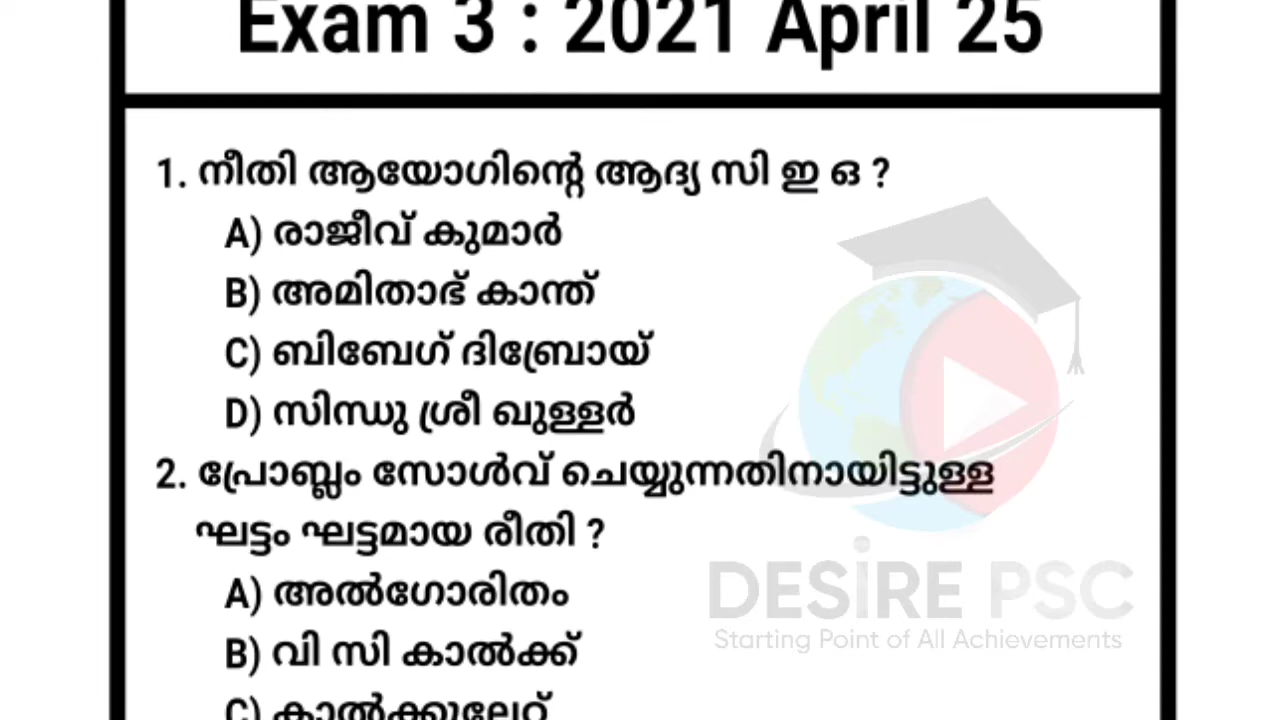 Exam 3 : 2021 April 25
1. നീതി ആയോഗിന്റെ ആദ്യ സി ഇ ഒ ?
A) രാജീവ് കുമാർ
B) അമിതാഭ് കാന്ത്
C) ബിബേഗ് ദിബ്രോയ്
D) സിന്ധു ശ്രീ ഖുള്ളർ
2. പ്രോബ്ലം സോൾവ് ചെയ്യുന്നതിനായിട്ടുള്ള
ഘട്ടം ഘട്ടമായ രീതി ?
A) അൽഗോരിതം
B) വി സി കാൽക്ക്
C) കാൽക്കുലേറ്റ്
DESiRE PSC
Starting Point of All Achievements